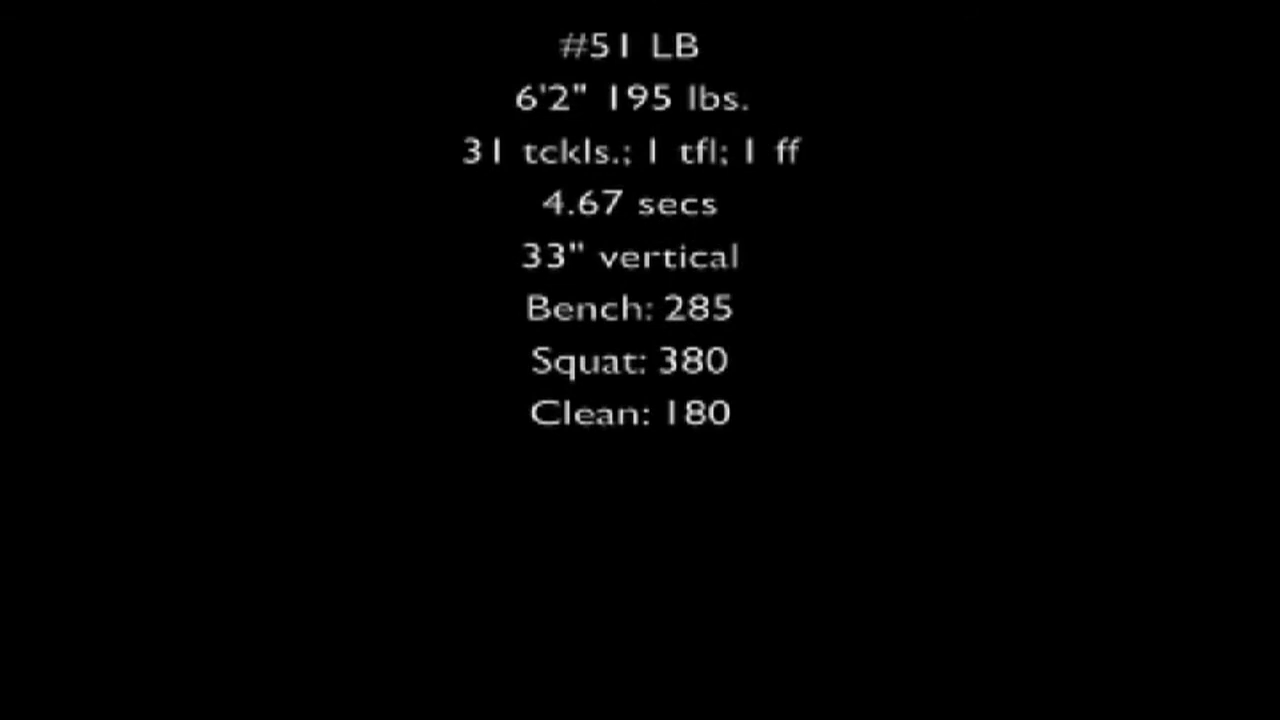 #51 LB
6'2" 195 lbs.
31 tckls.; 1 tfl; 1 ff
4.67 secs
33" vertical
Bench: 285
Squat: 380
Clean: 180